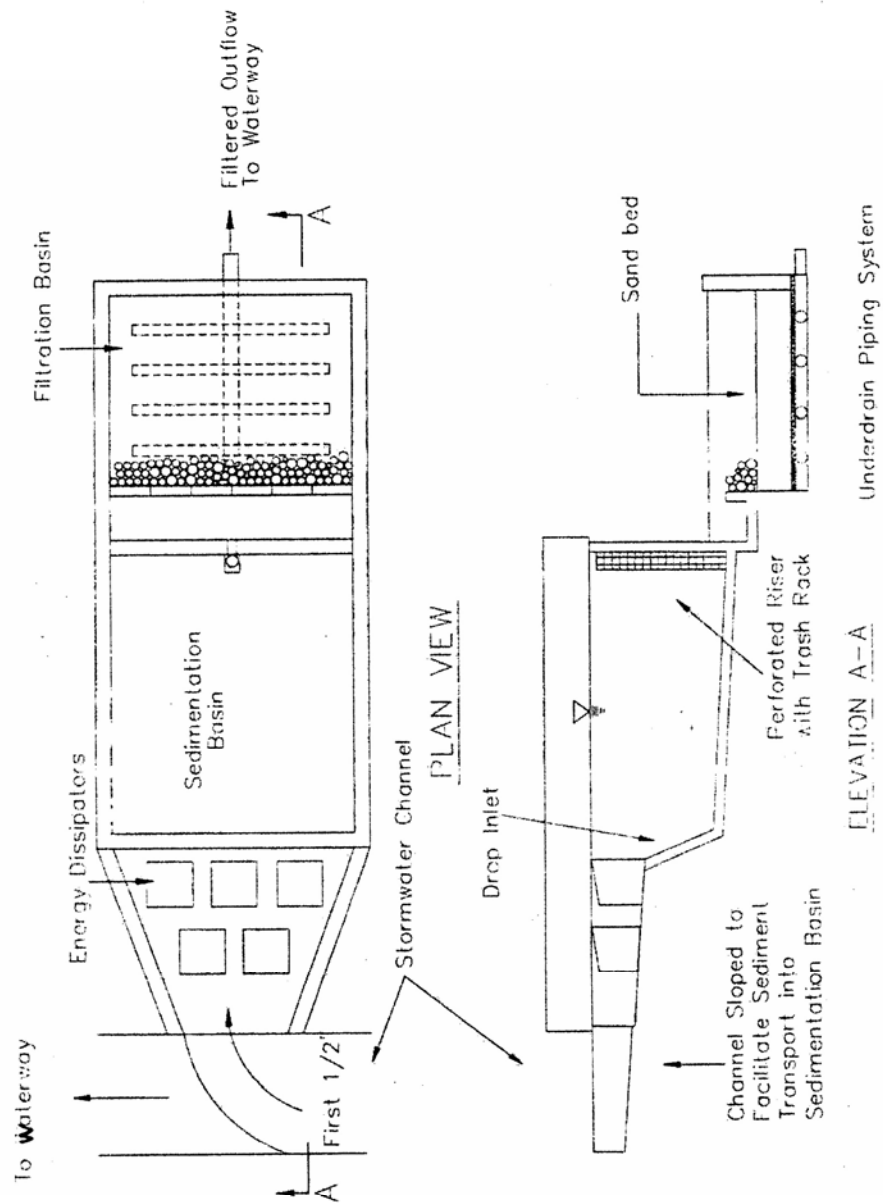 To Waterway
Energy Dissipators
Filtration Basin
Filtered Outflow
To Waterway
A
Sedimentation
Basin
First 1/2'
A
Stormwater Channel
PLAN VIEW
Drop Inlet
Sand bed
Channel Sloped to
Facilitate Sediment
Transport into
Sedimentation Basin
Perforated Riser
with Trash Rack
Underdrain Piping System
ELEVATION A-A